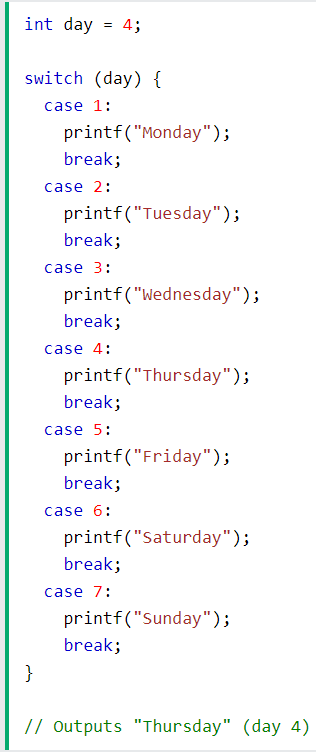 int day = 4;

switch (day) {
  case 1:
    printf("Monday");
    break;
  case 2:
    printf("Tuesday");
    break;
  case 3:
    printf("Wednesday");
    break;
  case 4:
    printf("Thursday");
    break;
  case 5:
    printf("Friday");
    break;
  case 6:
    printf("Saturday");
    break;
  case 7:
    printf("Sunday");
    break;
}

// Outputs "Thursday" (day 4)